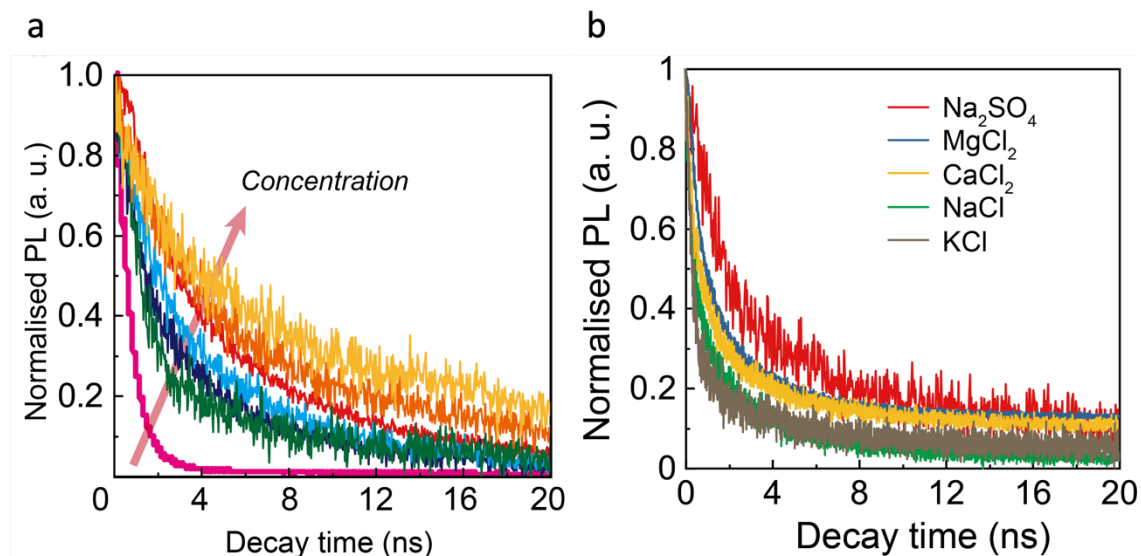 a
Normalised PL (a. u.)
1.0
0.8
0.6
0.4
0.2
Concentration
0 4 8 12 16 20
Decay time (ns)
b
Normalised PL (a. u.)
1
0.8
0.6
0.4
0.2
0
Na₂SO₄
MgCl₂
CaCl₂
NaCl
KCl
0 4 8 12 16 20
Decay time (ns)